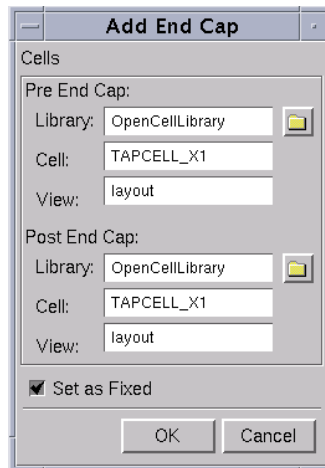 Add End Cap
Cells
Pre End Cap:
Library: OpenCellLibrary
Cell: TAPCELL_X1
View: layout
Post End Cap:
Library: OpenCellLibrary
Cell: TAPCELL_X1
View: layout
Set as Fixed
OK Cancel